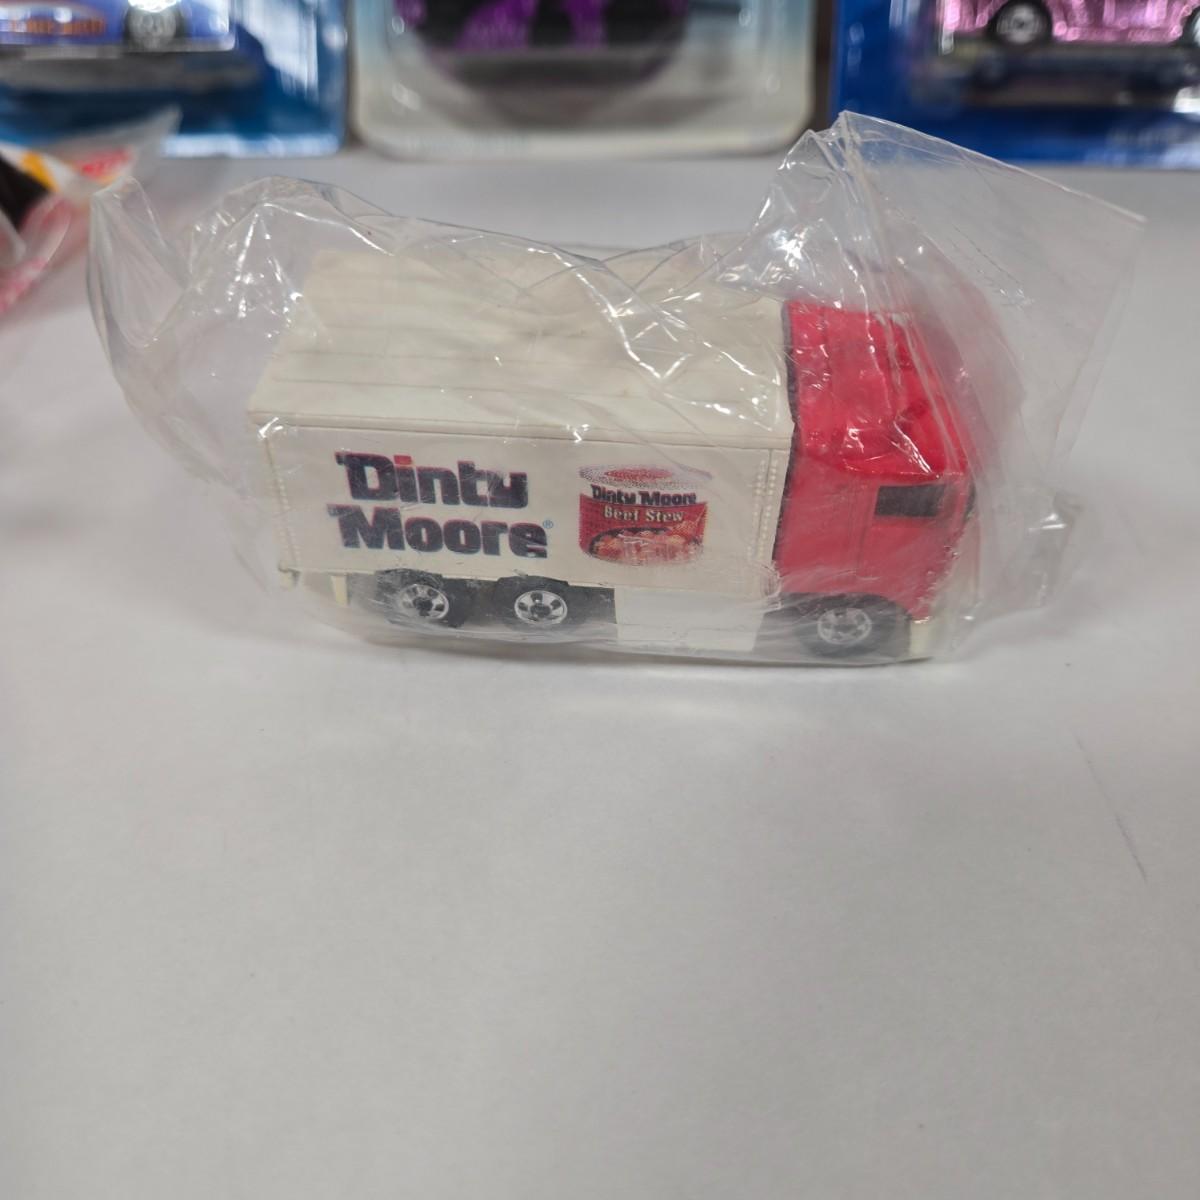 Dinty
Moore®
Dinty Moore
Beef Stew